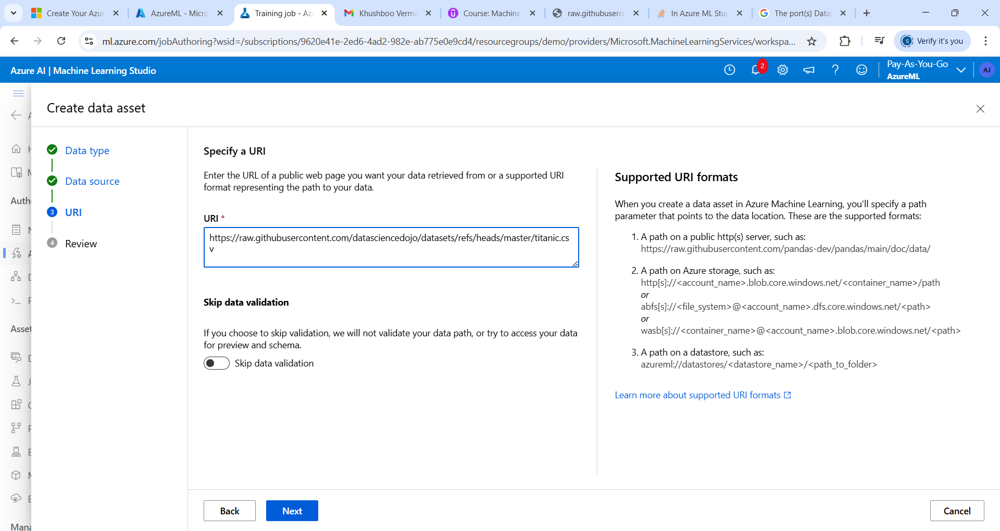 Create Your Azur
AzureML - Micro
Training job - Az
Khushboo Verma
Course: Machine
raw.githubuserc
In Azure ML Stu
The port(s) Data
ml.azure.com/jobAuthoring?wsid=/subscriptions/9620e41e-2ed6-4ad2-982e-ab775e0e9cd4/resourcegroups/demo/providers/Microsoft.MachineLearningServices/workspa...
S
Verify it's you
Azure AI | Machine Learning Studio
2
Pay-As-You-Go
AzureML
AJ
Create data asset
Data type
Data source
3 URI
4 Review
Auth
Asset
Mana
Specify a URI
Enter the URL of a public web page you want your data retrieved from or a supported URI
format representing the path to your data.
URI *
https://raw.githubusercontent.com/datasciencedojo/datasets/refs/heads/master/titanic.cs
v
Skip data validation
If you choose to skip validation, we will not validate your data path, or try to access your data
for preview and schema.
Skip data validation
Supported URI formats
When you create a data asset in Azure Machine Learning, you'll specify a path
parameter that points to the data location. These are the supported formats:
1. A path on a public http(s) server, such as:
https://raw.githubusercontent.com/pandas-dev/pandas/main/doc/data/
2. A path on Azure storage, such as:
http[s]://<account_name>.blob.core.windows.net/<container_name>/path
or
abfs[s]://<file_system>@<account_name>.dfs.core.windows.net/<path>
or
wasb[s]://<container_name>@<account_name>.blob.core.windows.net/<path>
3. A path on a datastore, such as:
azureml://datastores/<datastore_name>/<path_to_folder>
Learn more about supported URI formats
Back
Next
Cancel